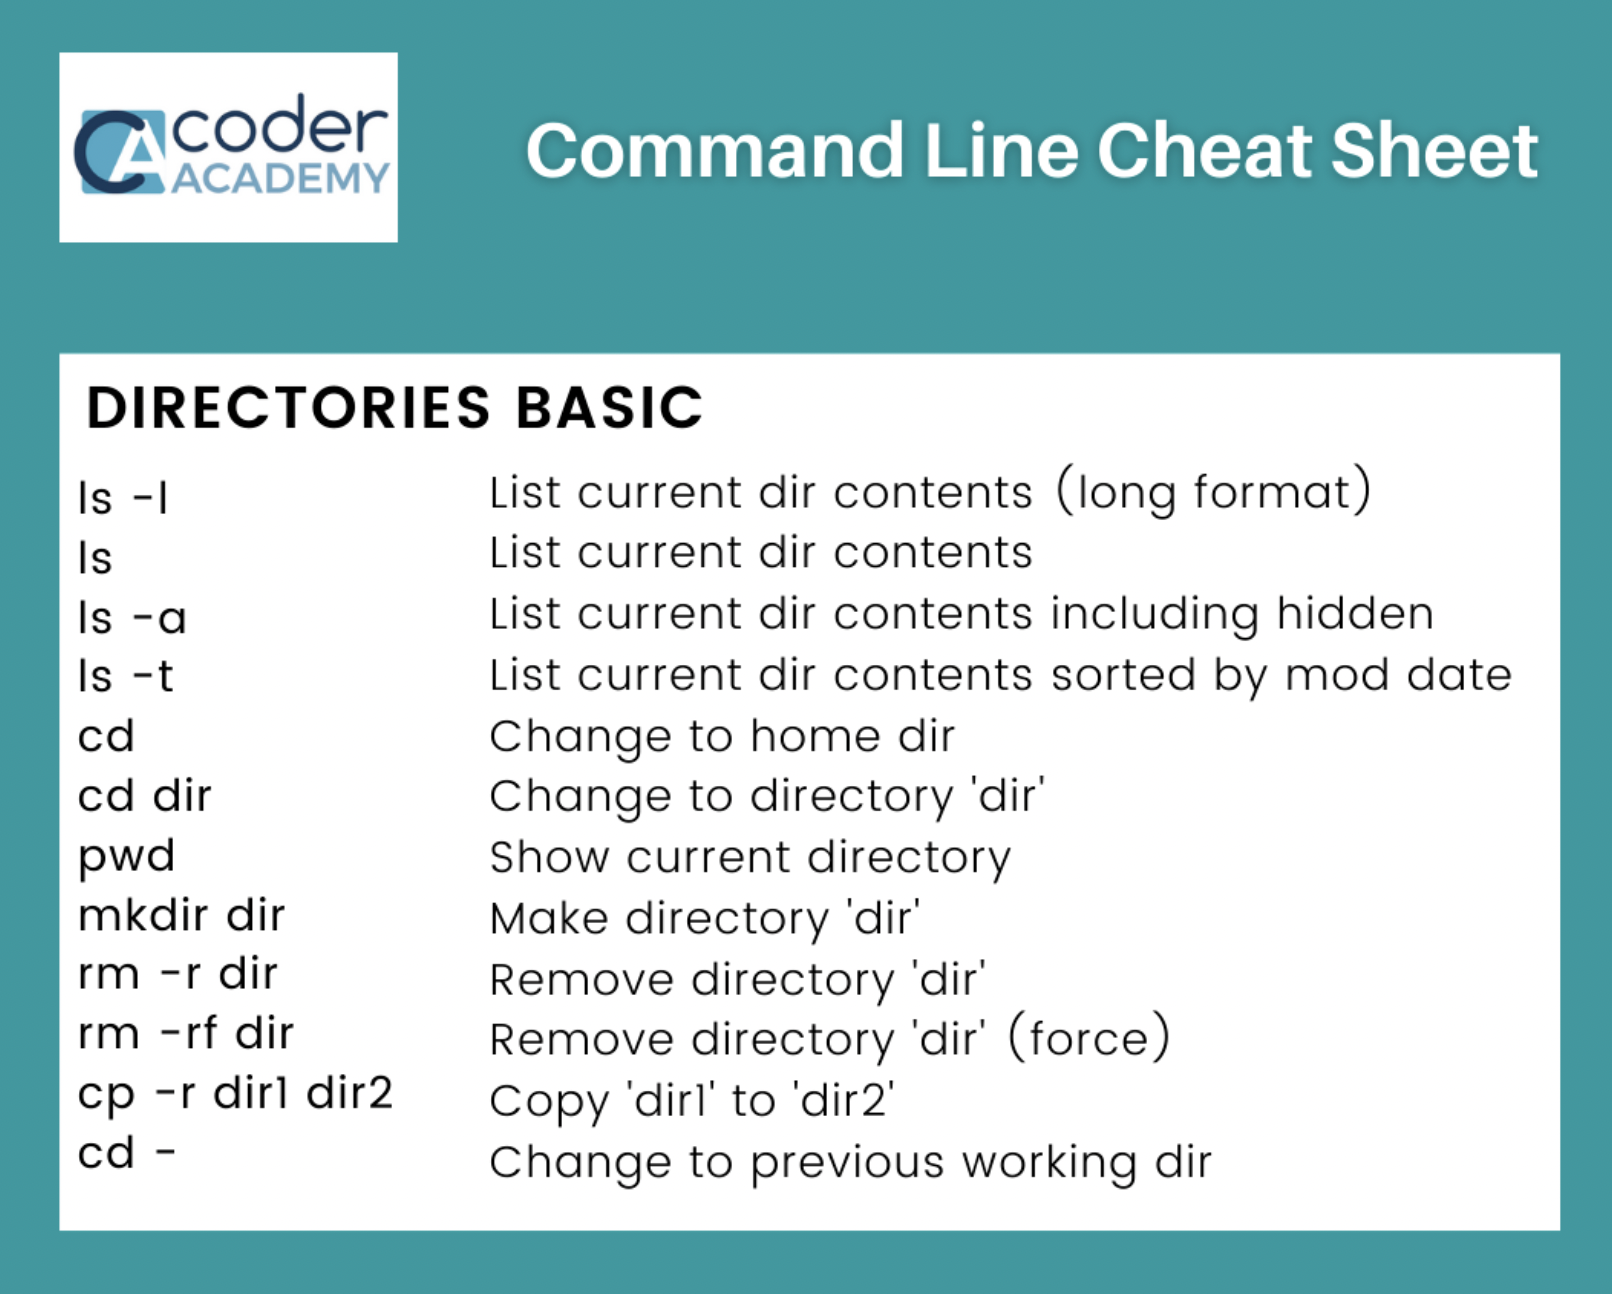 coder
ACADEMY
Command Line Cheat Sheet
DIRECTORIES BASIC
ls -l List current dir contents (long format)
ls List current dir contents
ls -a List current dir contents including hidden
ls -t List current dir contents sorted by mod date
cd Change to home dir
cd dir Change to directory 'dir'
pwd Show current directory
mkdir dir Make directory 'dir'
rm -r dir Remove directory 'dir'
rm -rf dir Remove directory 'dir' (force)
cp -r dir1 dir2 Copy 'dir1' to 'dir2'
cd - Change to previous working dir